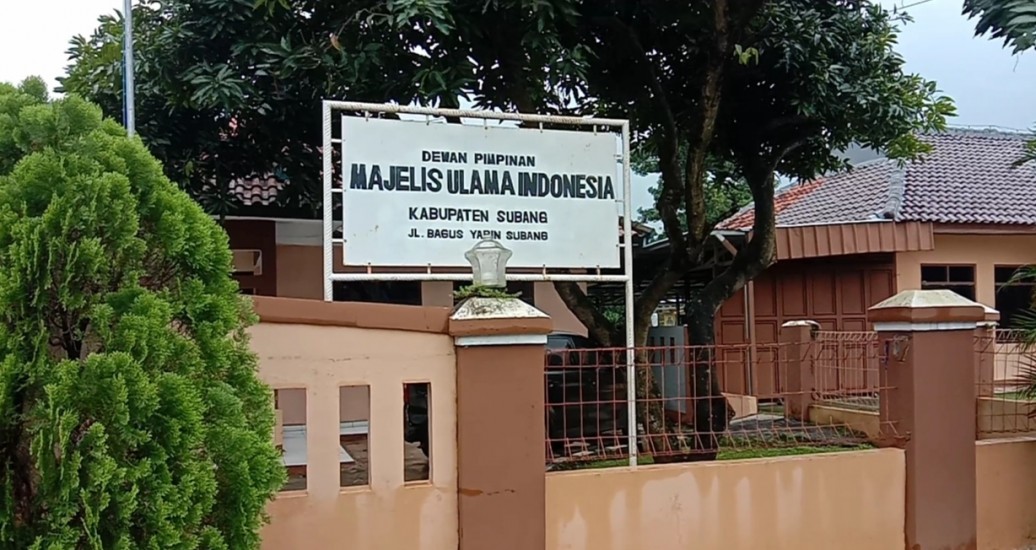 DEWAN PIMPINAN
MAJELIS ULAMA INDONESIA
KABUPATEN SUBANG
JL. BAGUS YABIN SUBANG